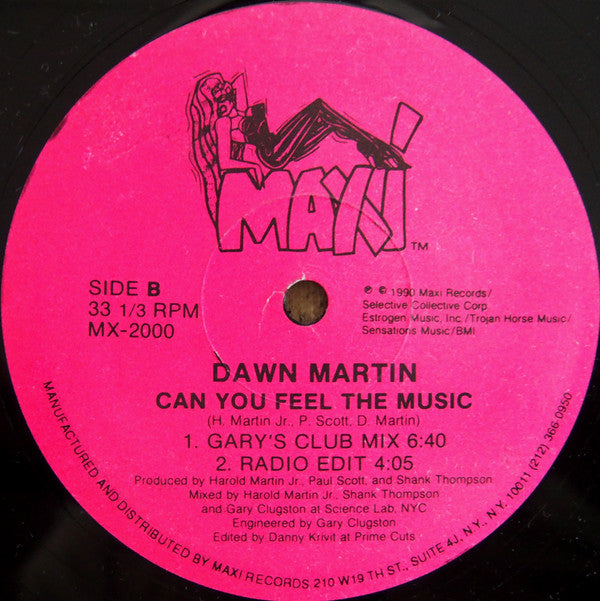 MAXI!
TM
SIDE B
33 1/3 RPM
MX-2000
℗ © 1990 Maxi Records/
Selective Collective Corp
Estrogen Music, Inc./Trojan Horse Music/
Sensations Music/BMI
DAWN MARTIN
CAN YOU FEEL THE MUSIC
(H. Martin Jr., P. Scott, D. Martin)
1. GARY'S CLUB MIX 6:40
2. RADIO EDIT 4:05
Produced by Harold Martin Jr., Paul Scott, and Shank Thompson
Mixed by Harold Martin Jr., Shank Thompson
and Gary Clugston at Science Lab, NYC
Engineered by Gary Clugston
Edited by Danny Krivit at Prime Cuts
MANUFACTURED AND DISTRIBUTED BY MAXI RECORDS 210 W19 TH ST., SUITE 4J, N.Y., N.Y. 10011 (212) 366-0950